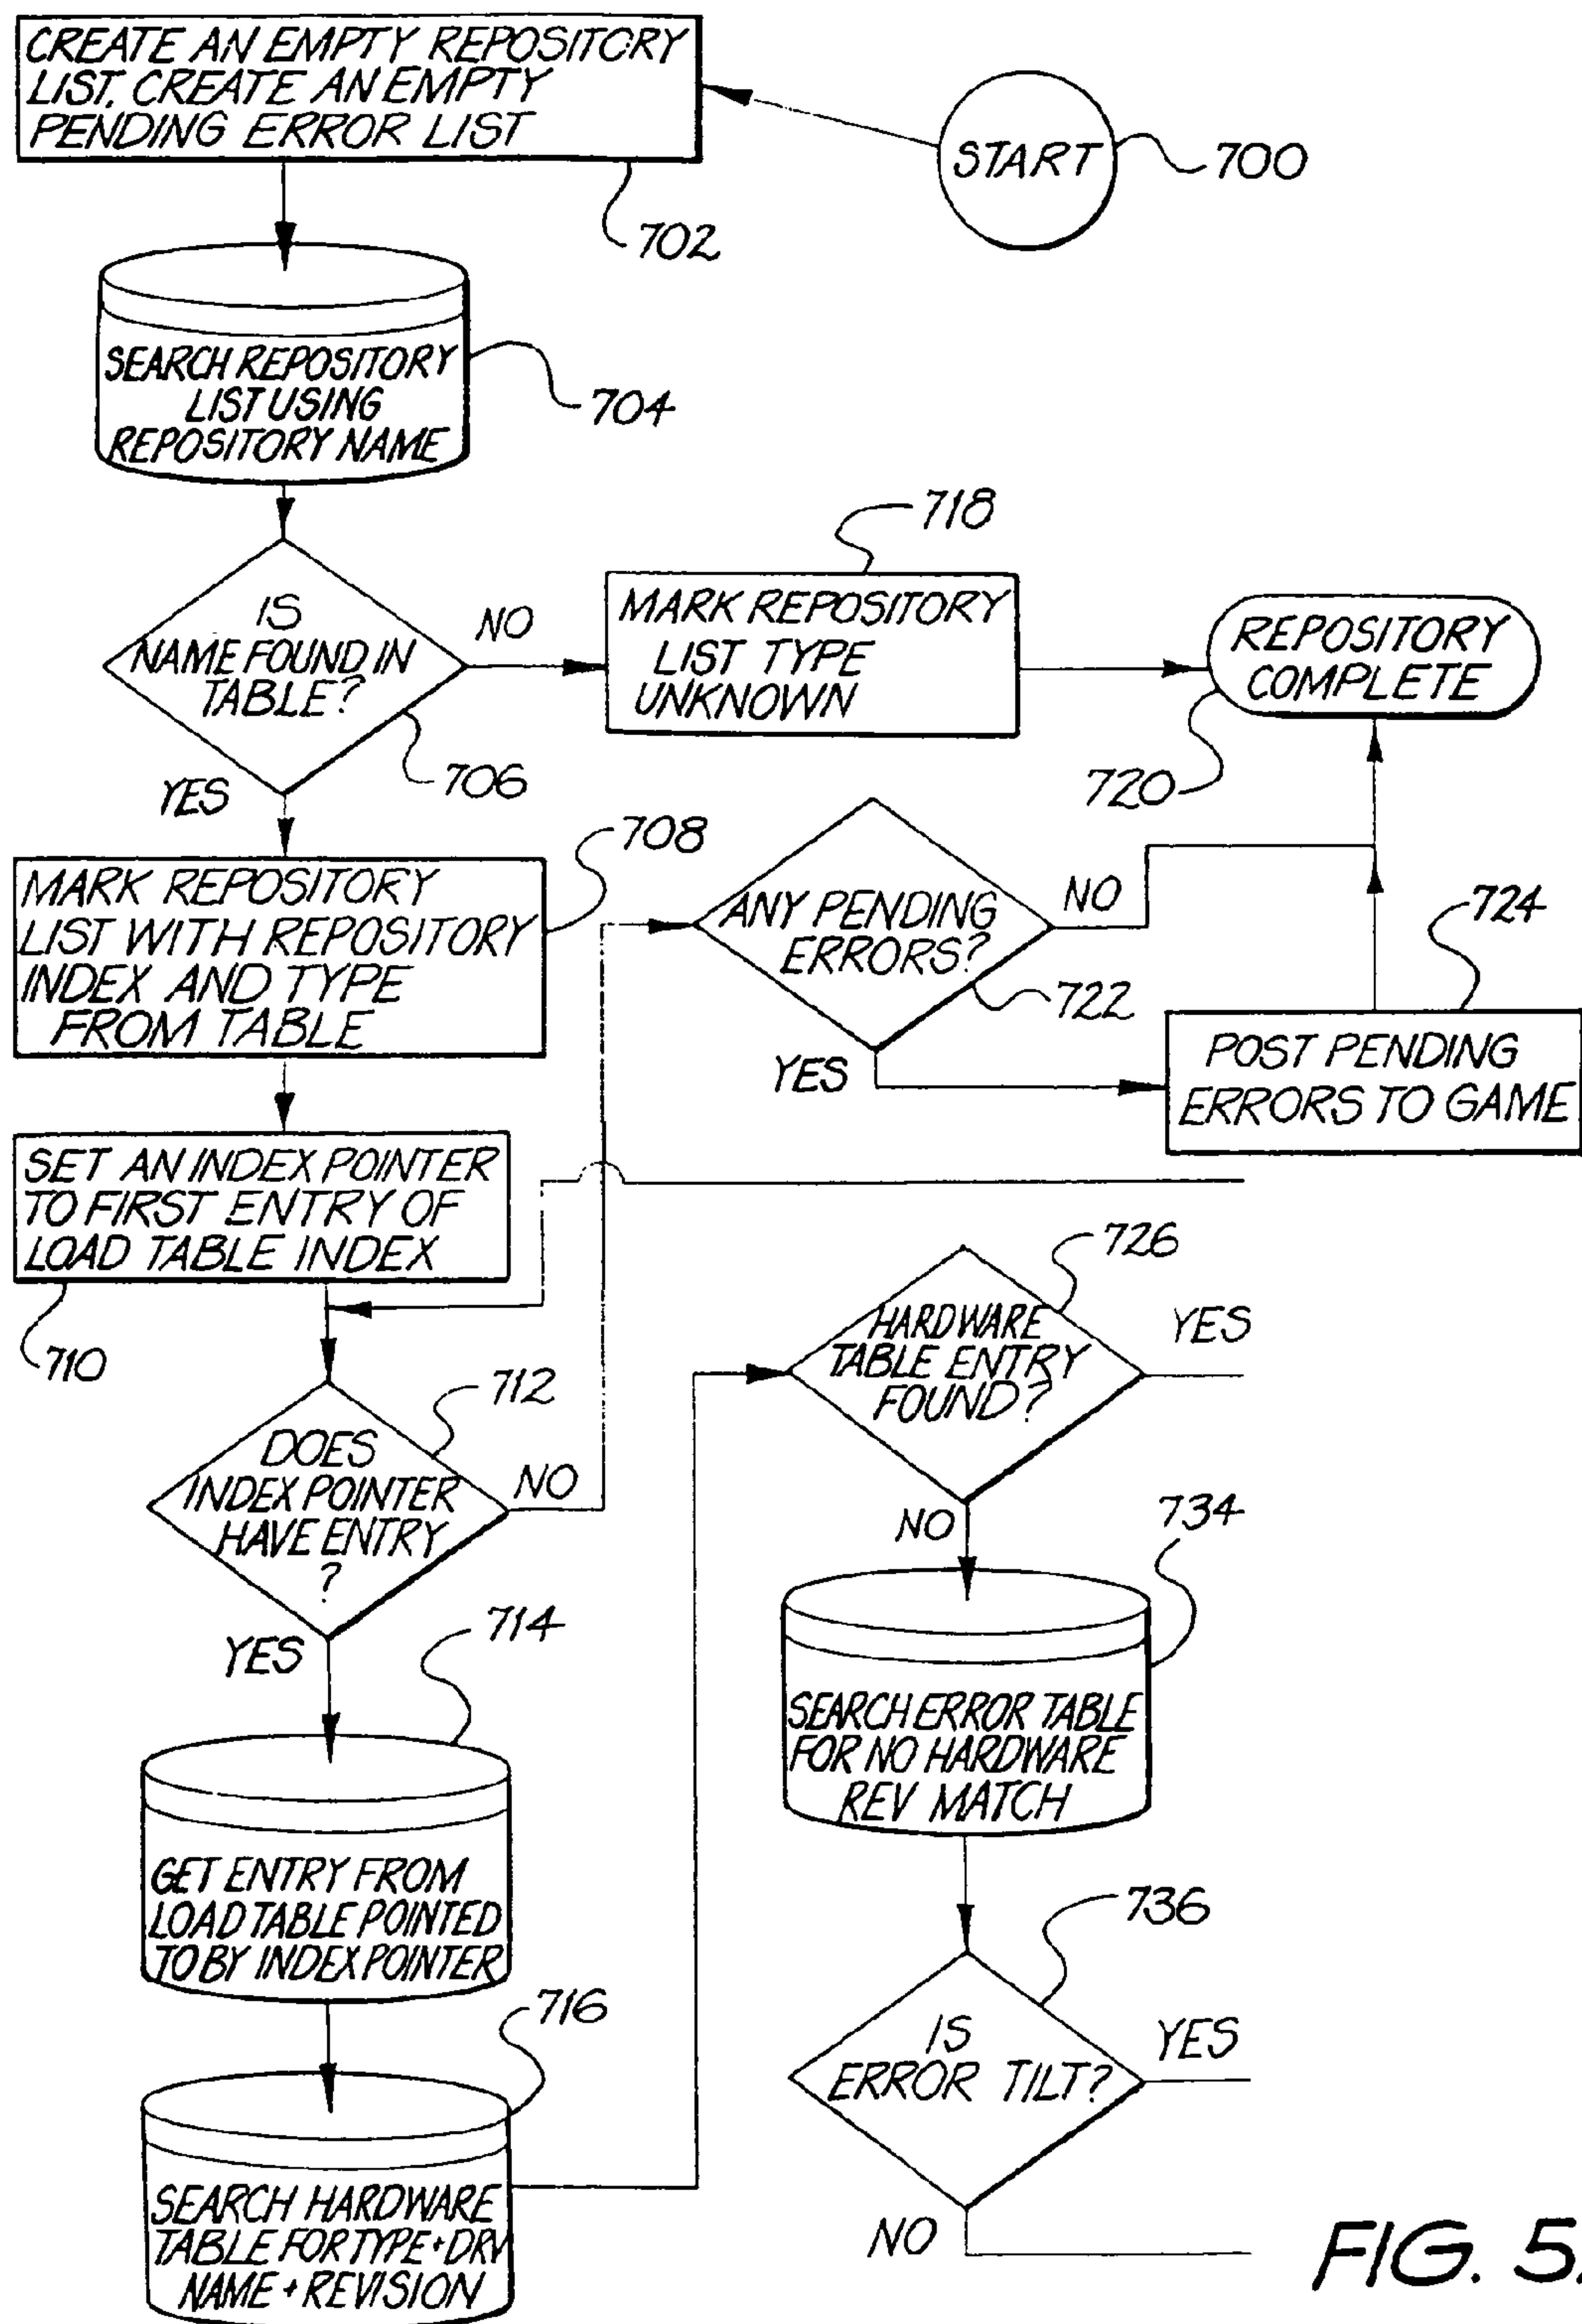 CREATE AN EMPTY REPOSITORY
LIST. CREATE AN EMPTY
PENDING ERROR LIST
702
START
700
SEARCH REPOSITORY
LIST USING
REPOSITORY NAME
704
IS
NAME FOUND IN
TABLE?
706
NO
YES
718
MARK REPOSITORY
LIST TYPE
UNKNOWN
REPOSITORY
COMPLETE
720
708
MARK REPOSITORY
LIST WITH REPOSITORY
INDEX AND TYPE
FROM TABLE
ANY PENDING
ERRORS?
722
NO
YES
724
POST PENDING
ERRORS TO GAME
SET AN INDEX POINTER
TO FIRST ENTRY OF
LOAD TABLE INDEX
710
712
DOES
INDEX POINTER
HAVE ENTRY
?
NO
YES
714
GET ENTRY FROM
LOAD TABLE POINTED
TO BY INDEX POINTER
716
SEARCH HARDWARE
TABLE FOR TYPE + DRV
NAME + REVISION
726
HARDWARE
TABLE ENTRY
FOUND?
YES
NO
734
SEARCH ERROR TABLE
FOR NO HARDWARE
REV MATCH
736
IS
ERROR TILT?
YES
NO
FIG. 5.